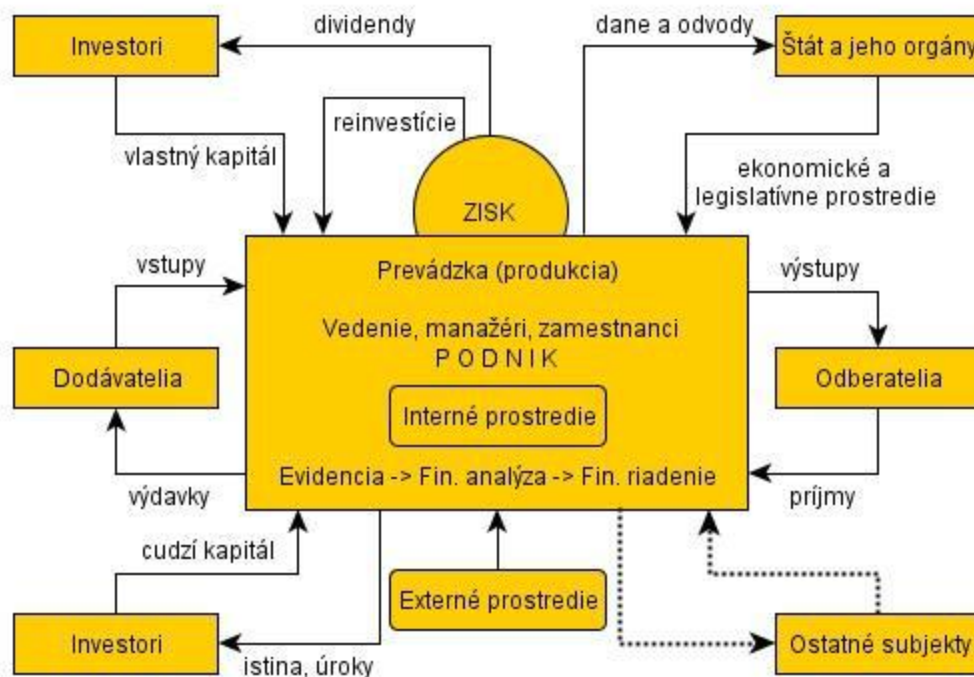 Investori
dividendy
dane a odvody
Štát a jeho orgány
reinvestície
vlastný kapitál
ZISK
ekonomické a
legislatívne prostredie
vstupy
Prevádzka (produkcia)
výstupy
Vedenie, manažéri, zamestnanci
P O D N I K
Dodávatelia
Odberatelia
Interné prostredie
Evidencia -> Fin. analýza -> Fin. riadenie
výdavky
príjmy
cudzí kapitál
Externé prostredie
Investori
istina, úroky
Ostatné subjekty